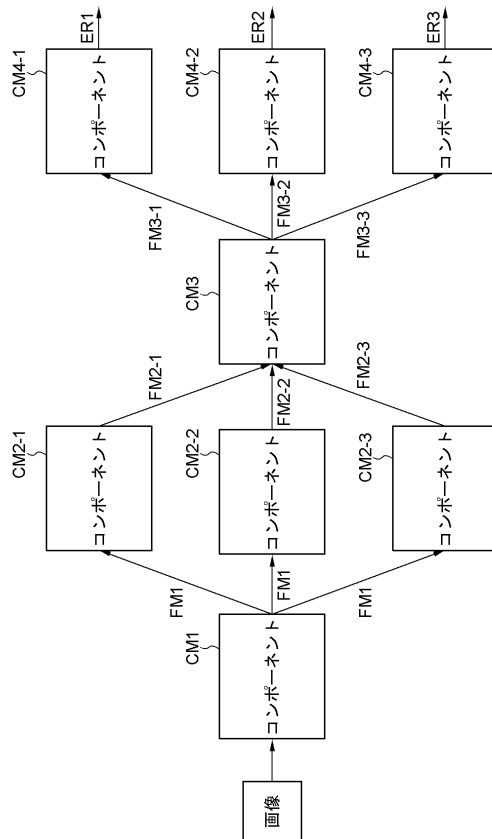 画像
CM1
コンポーネント
FM1
FM1
FM1
CM2-1
コンポーネント
CM2-2
コンポーネント
CM2-3
コンポーネント
FM2-1
FM2-2
FM2-3
CM3
コンポーネント
FM3-1
FM3-2
FM3-3
CM4-1
コンポーネント
ER1
CM4-2
コンポーネント
ER2
CM4-3
コンポーネント
ER3